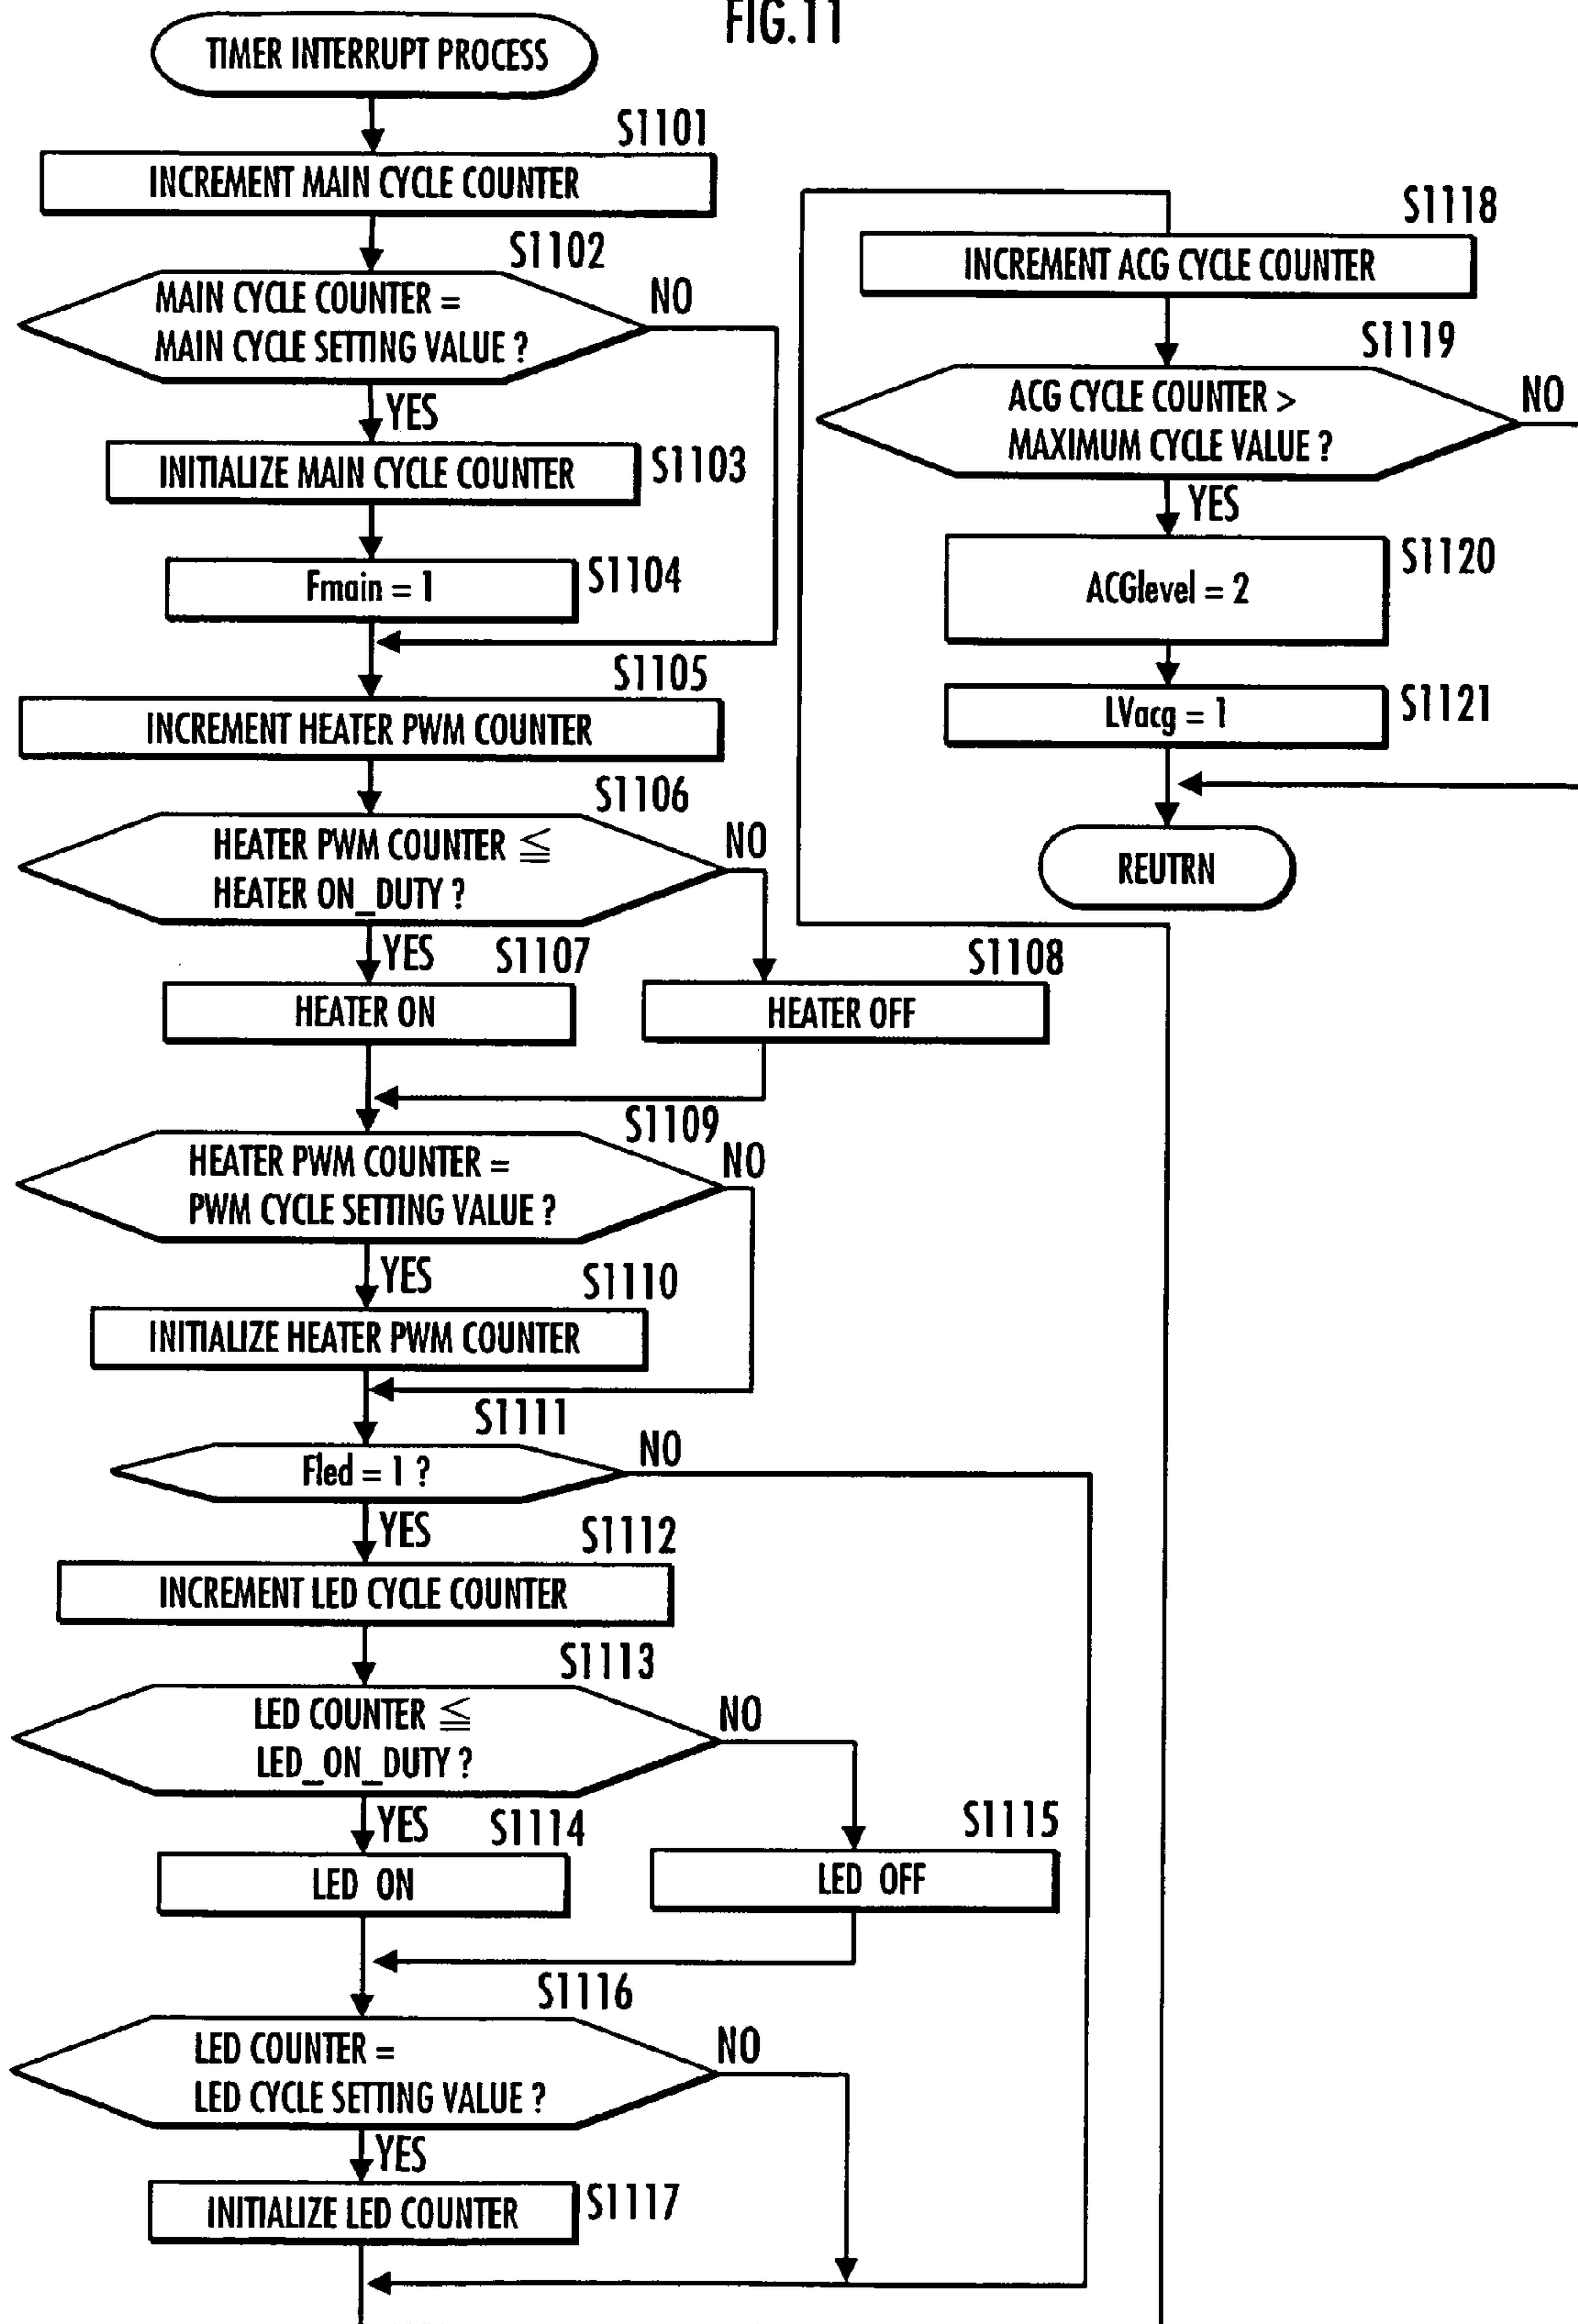 FIG.11
TIMER INTERRUPT PROCESS
S1101
INCREMENT MAIN CYCLE COUNTER
S1102
MAIN CYCLE COUNTER =
MAIN CYCLE SETTING VALUE ?
NO
YES
INITIALIZE MAIN CYCLE COUNTER
S1103
Fmain = 1
S1104
S1105
INCREMENT HEATER PWM COUNTER
S1106
HEATER PWM COUNTER ≦
HEATER ON_DUTY ?
NO
YES
S1107
HEATER ON
S1108
HEATER OFF
S1109
HEATER PWM COUNTER =
PWM CYCLE SETTING VALUE ?
NO
YES
S1110
INITIALIZE HEATER PWM COUNTER
S1111
Fled = 1 ?
NO
YES
S1112
INCREMENT LED CYCLE COUNTER
S1113
LED COUNTER ≦
LED_ON_DUTY ?
NO
YES
S1114
LED ON
S1115
LED OFF
S1116
LED COUNTER =
LED CYCLE SETTING VALUE ?
NO
YES
INITIALIZE LED COUNTER
S1117
S1118
INCREMENT ACG CYCLE COUNTER
S1119
ACG CYCLE COUNTER >
MAXIMUM CYCLE VALUE ?
NO
YES
S1120
ACGlevel = 2
LVacg = 1
S1121
REUTRN